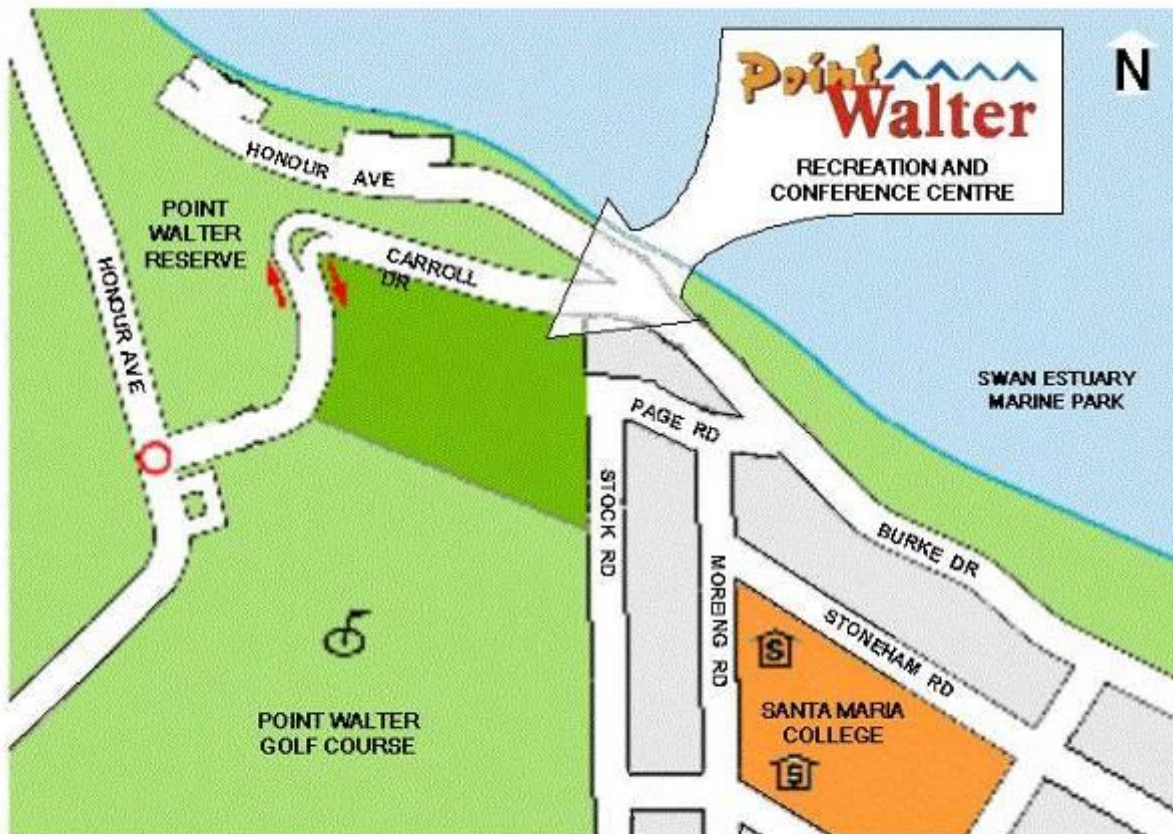 Point
Walter
RECREATION AND
CONFERENCE CENTRE
N
HONOUR AVE
POINT
WALTER
RESERVE
CARROLL
DR
HONOUR AVE
SWAN ESTUARY
MARINE PARK
PAGE RD
STOCK RD
BURKE DR
MOREING RD
STONEHAM RD
S
SANTA MARIA
COLLEGE
S
POINT WALTER
GOLF COURSE